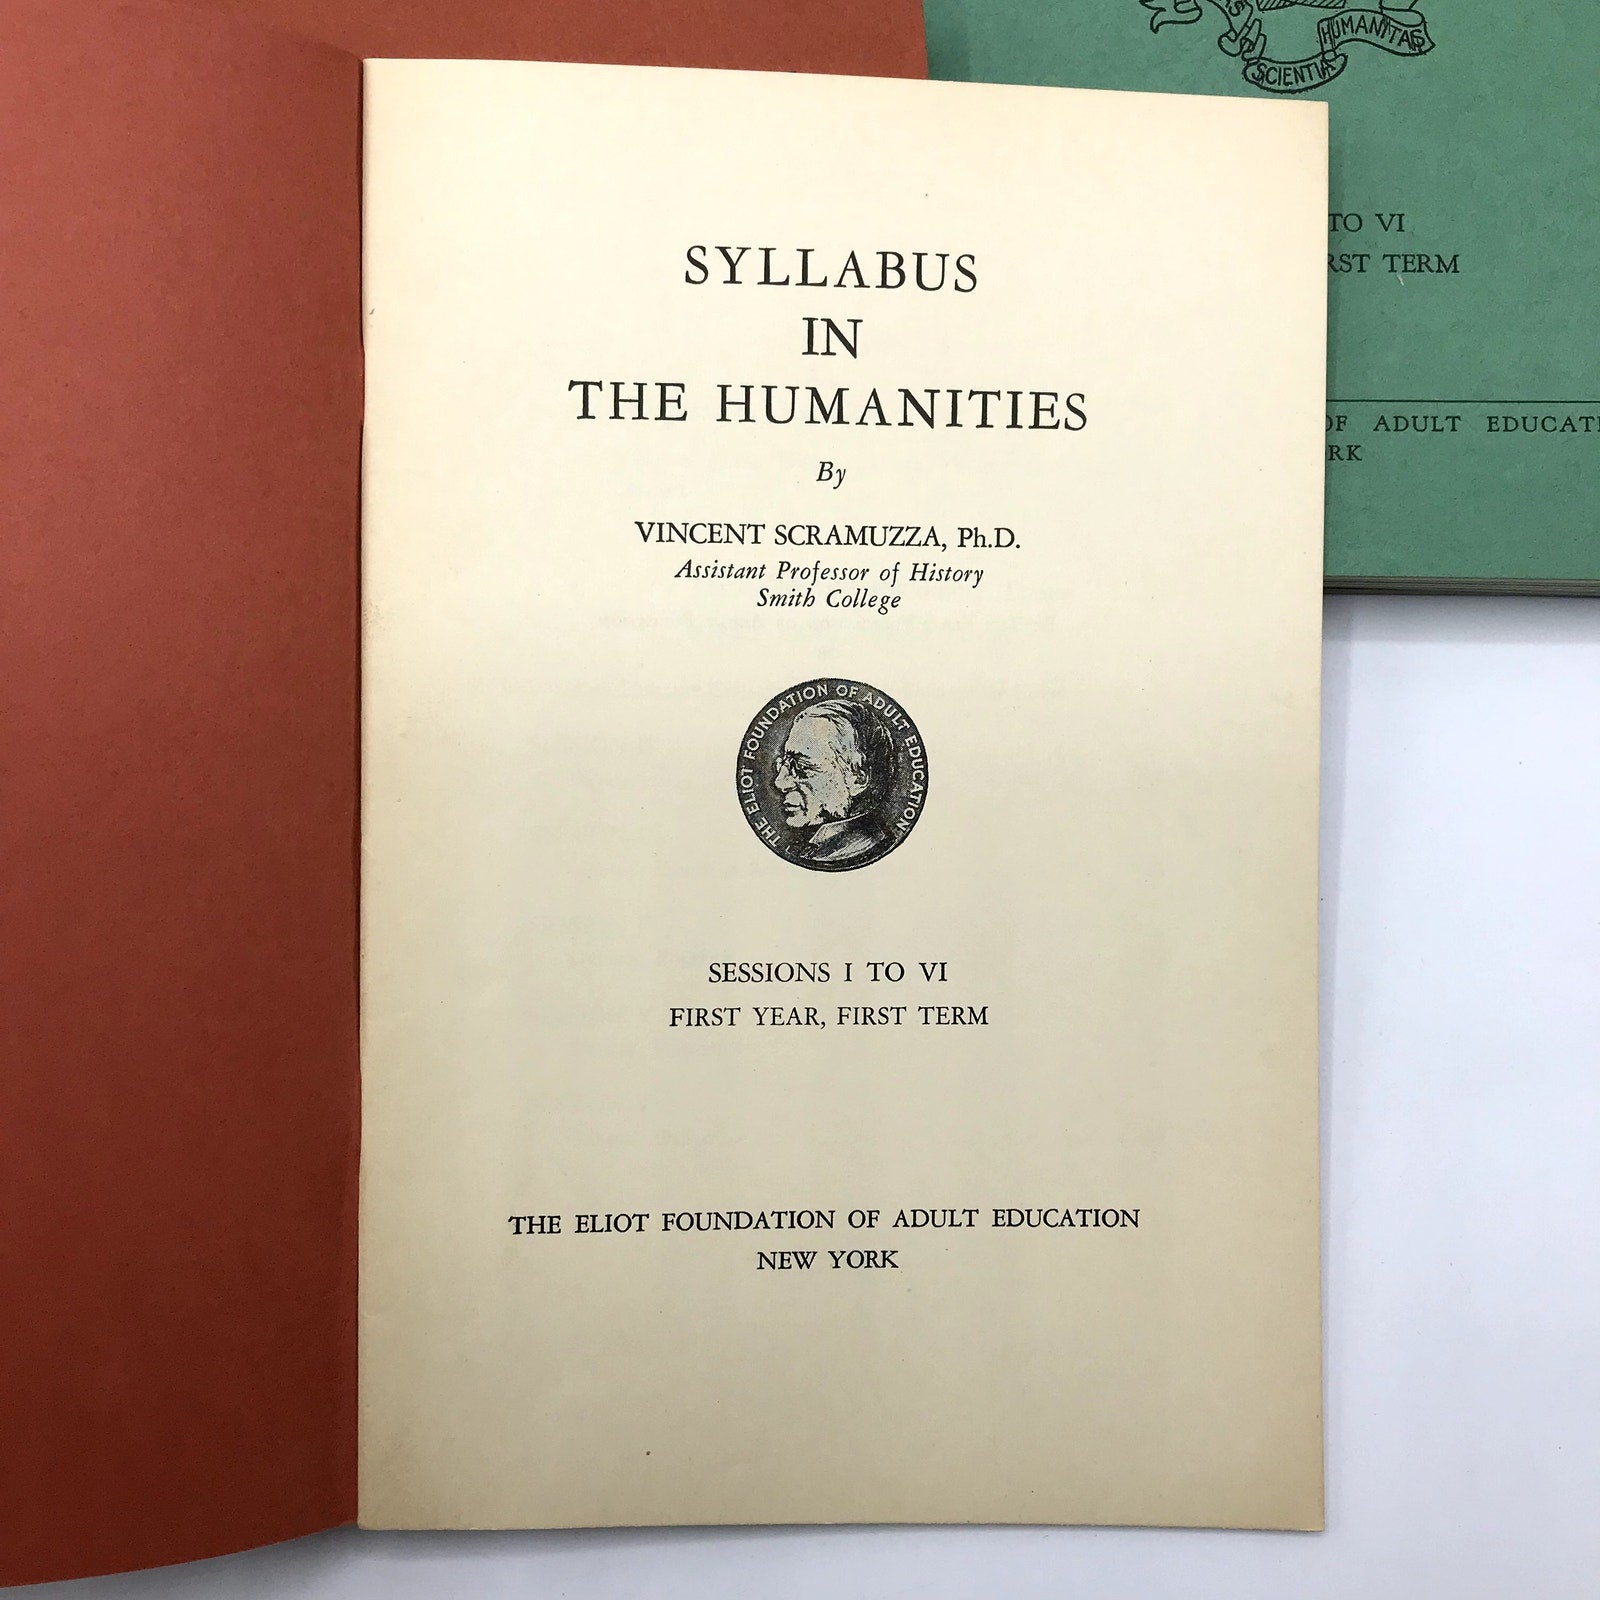 SYLLABUS
IN
THE HUMANITIES
By
VINCENT SCRAMUZZA, Ph.D.
Assistant Professor of History
Smith College
THE ELIOT FOUNDATION OF ADULT EDUCATION
SESSIONS I TO VI
FIRST YEAR, FIRST TERM
THE ELIOT FOUNDATION OF ADULT EDUCATION
NEW YORK
HUMANITAS
SCIENTIA
TO VI
RST TERM
OF ADULT EDUCATI
RK